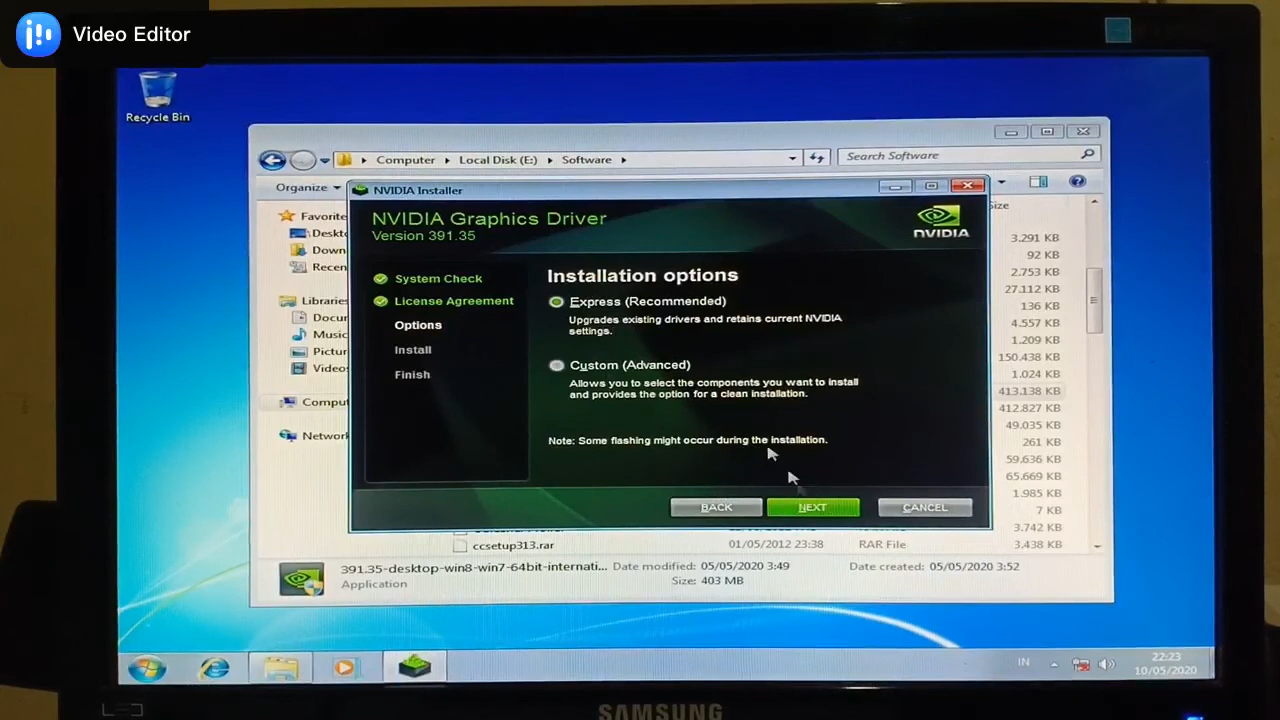 Video Editor
Recycle Bin
Computer
Local Disk (E:)
Software
Search Software
Organize
NVIDIA Installer
NVIDIA Graphics Driver
Version 391.35
NVIDIA
System Check
License Agreement
Options
Install
Finish
Installation options
Express (Recommended)
Upgrades existing drivers and retains current NVIDIA
settings.
Custom (Advanced)
Allows you to select the components you want to install
and provides the option for a clean installation.
Note: Some flashing might occur during the installation.
BACK
NEXT
CANCEL
Favorite
Deskto
Down
Recen
Libraries
Docum
Music
Pictur
Videos
Comput
Network
Size
3.291 KB
92 KB
2.753 KB
27.112 KB
136 KB
4.557 KB
1.209 KB
150.438 KB
1.024 KB
413.138 KB
412.827 KB
49.035 KB
261 KB
59.636 KB
65.669 KB
1.985 KB
7 KB
3.742 KB
ccsetup313.rar 01/05/2012 23:38 RAR File 3.438 KB
391.35-desktop-win8-win7-64bit-internati... Date modified: 05/05/2020 3:49 Date created: 05/05/2020 3:52
Application Size: 403 MB
IN
22:23
10/05/2020
SAMSUNG